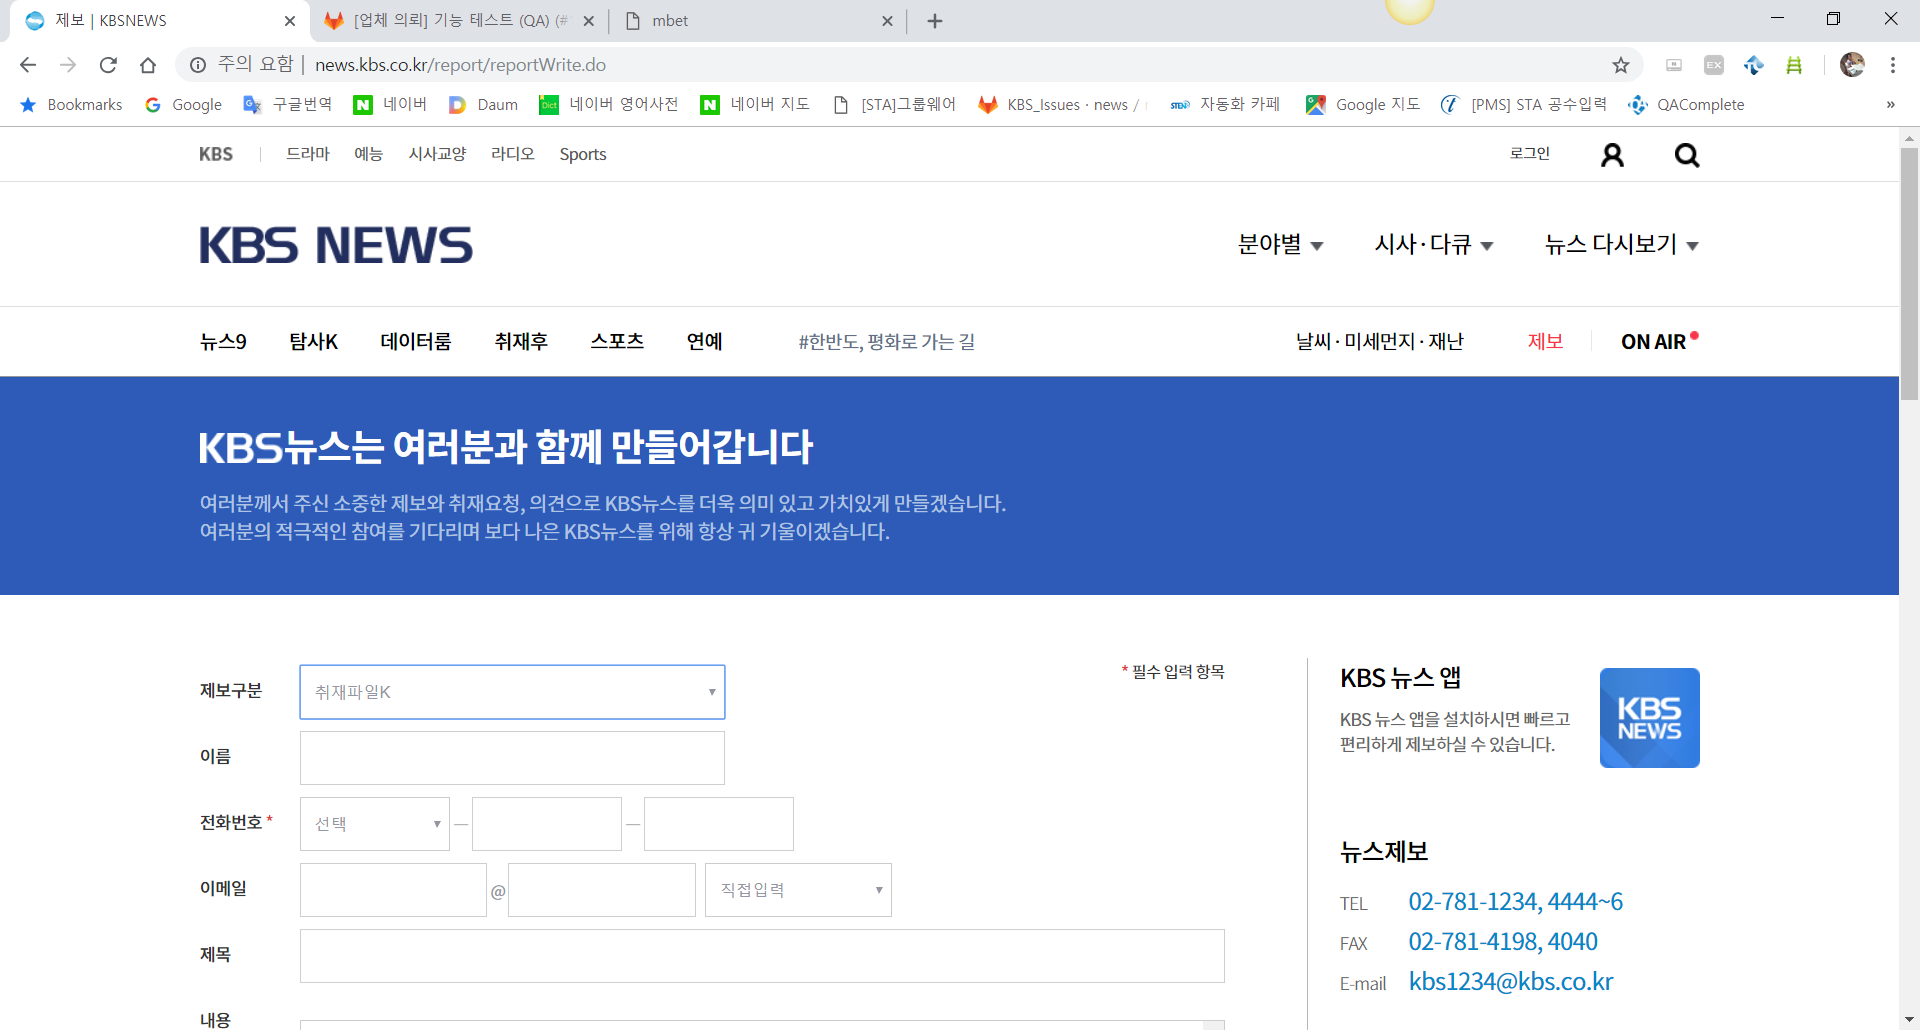 제보 | KBSNEWS
[업체 의뢰] 기능 테스트 (QA) (#
mbet
주의 요함 | news.kbs.co.kr/report/reportWrite.do
EX
Bookmarks Google 구글번역 네이버 Daum 네이버 영어사전 네이버 지도 [STA]그룹웨어 KBS_Issues · news / 자동화 카페 Google 지도 [PMS] STA 공수입력 QAComplete »
KBS 드라마 예능 시사교양 라디오 Sports 로그인
KBS NEWS
분야별 시사·다큐 뉴스 다시보기
뉴스9 탐사K 데이터룸 취재후 스포츠 연예 #한반도, 평화로 가는 길 날씨·미세먼지·재난 제보 ON AIR
KBS뉴스는 여러분과 함께 만들어갑니다
여러분께서 주신 소중한 제보와 취재요청, 의견으로 KBS뉴스를 더욱 의미 있고 가치있게 만들겠습니다.
여러분의 적극적인 참여를 기다리며 보다 나은 KBS뉴스를 위해 항상 귀 기울이겠습니다.
* 필수 입력 항목
제보구분 취재파일K
이름
전화번호 * 선택 — —
이메일 @ 직접입력
제목
내용
KBS 뉴스 앱
KBS 뉴스 앱을 설치하시면 빠르고
편리하게 제보하실 수 있습니다.
KBS
NEWS
뉴스제보
TEL 02-781-1234, 4444~6
FAX 02-781-4198, 4040
E-mail kbs1234@kbs.co.kr